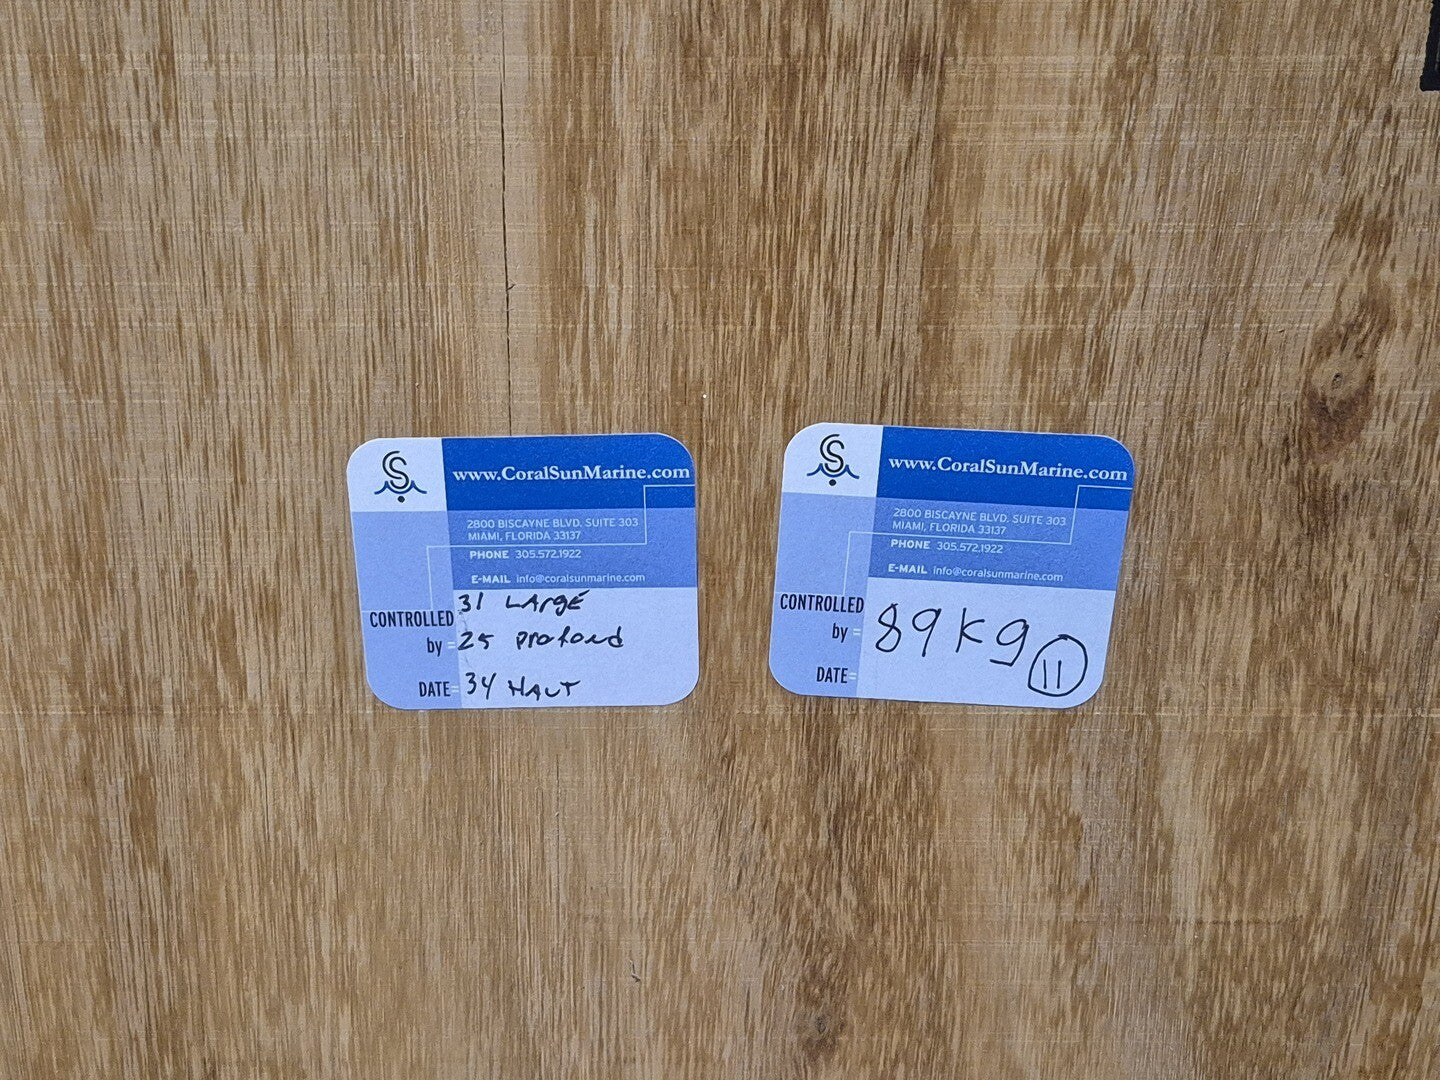 www.CoralSunMarine.com
2800 BISCAYNE BLVD. SUITE 303
MIAMI, FLORIDA 33137
PHONE 305.572.1922
E-MAIL info@coralsunmarine.com
CONTROLLED 31 LArgE
by = 25 profond
DATE= 34 HAUT
www.CoralSunMarine.com
2800 BISCAYNE BLVD. SUITE 303
MIAMI, FLORIDA 33137
PHONE 305.572.1922
E-MAIL info@coralsunmarine.com
CONTROLLED
by = 89 kg
DATE= 11